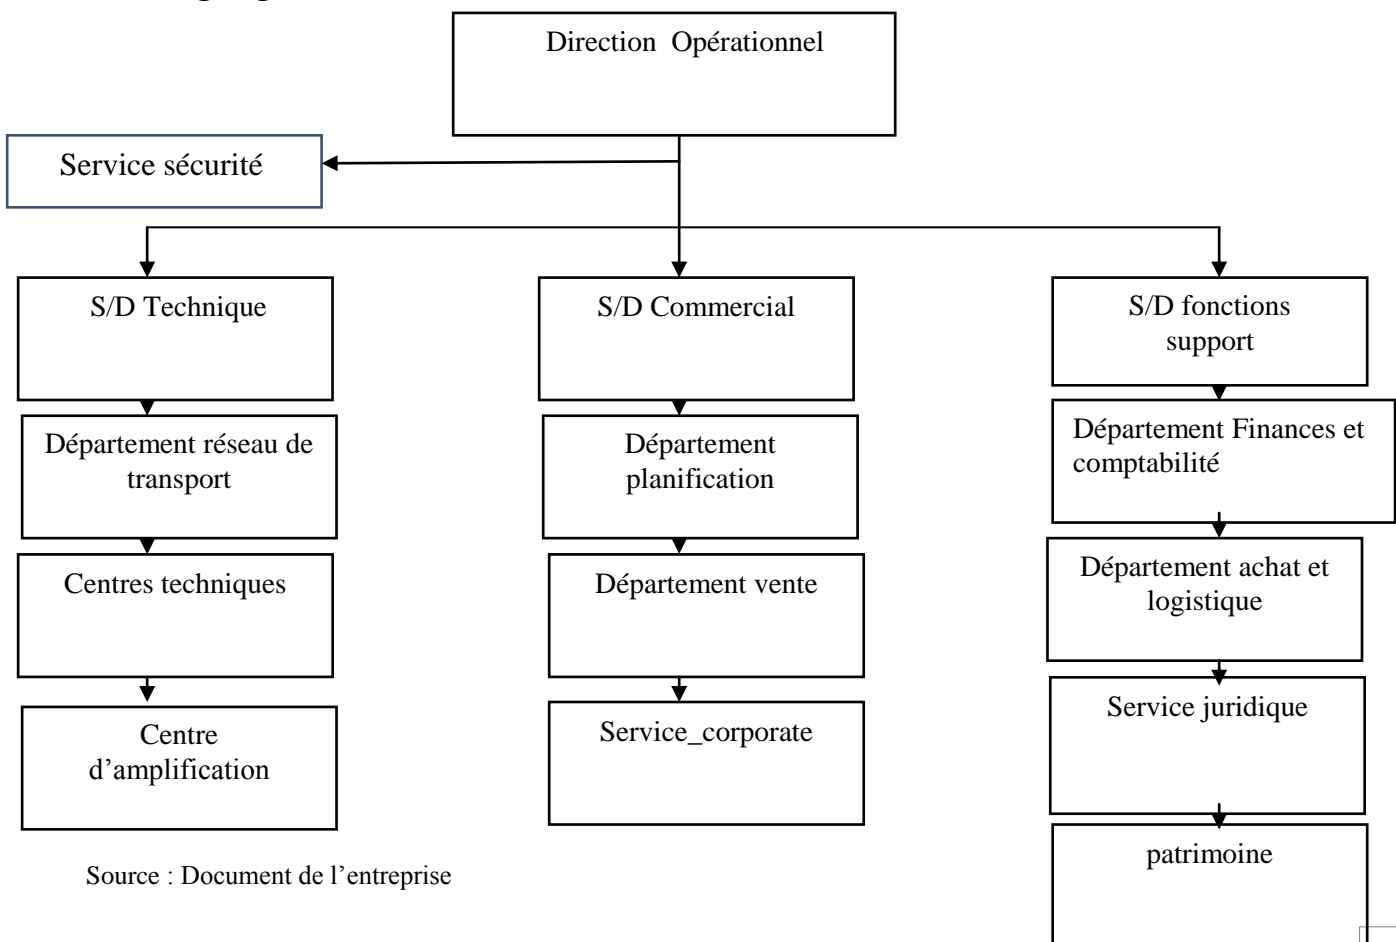 Direction Opérationnel
Service sécurité
S/D Technique
S/D Commercial
S/D fonctions
support
Département réseau de
transport
Département
planification
Département Finances et
comptabilité
Centres techniques
Département vente
Département achat et
logistique
Centre
d’amplification
Service_corporate
Service juridique
patrimoine
Source : Document de l’entreprise